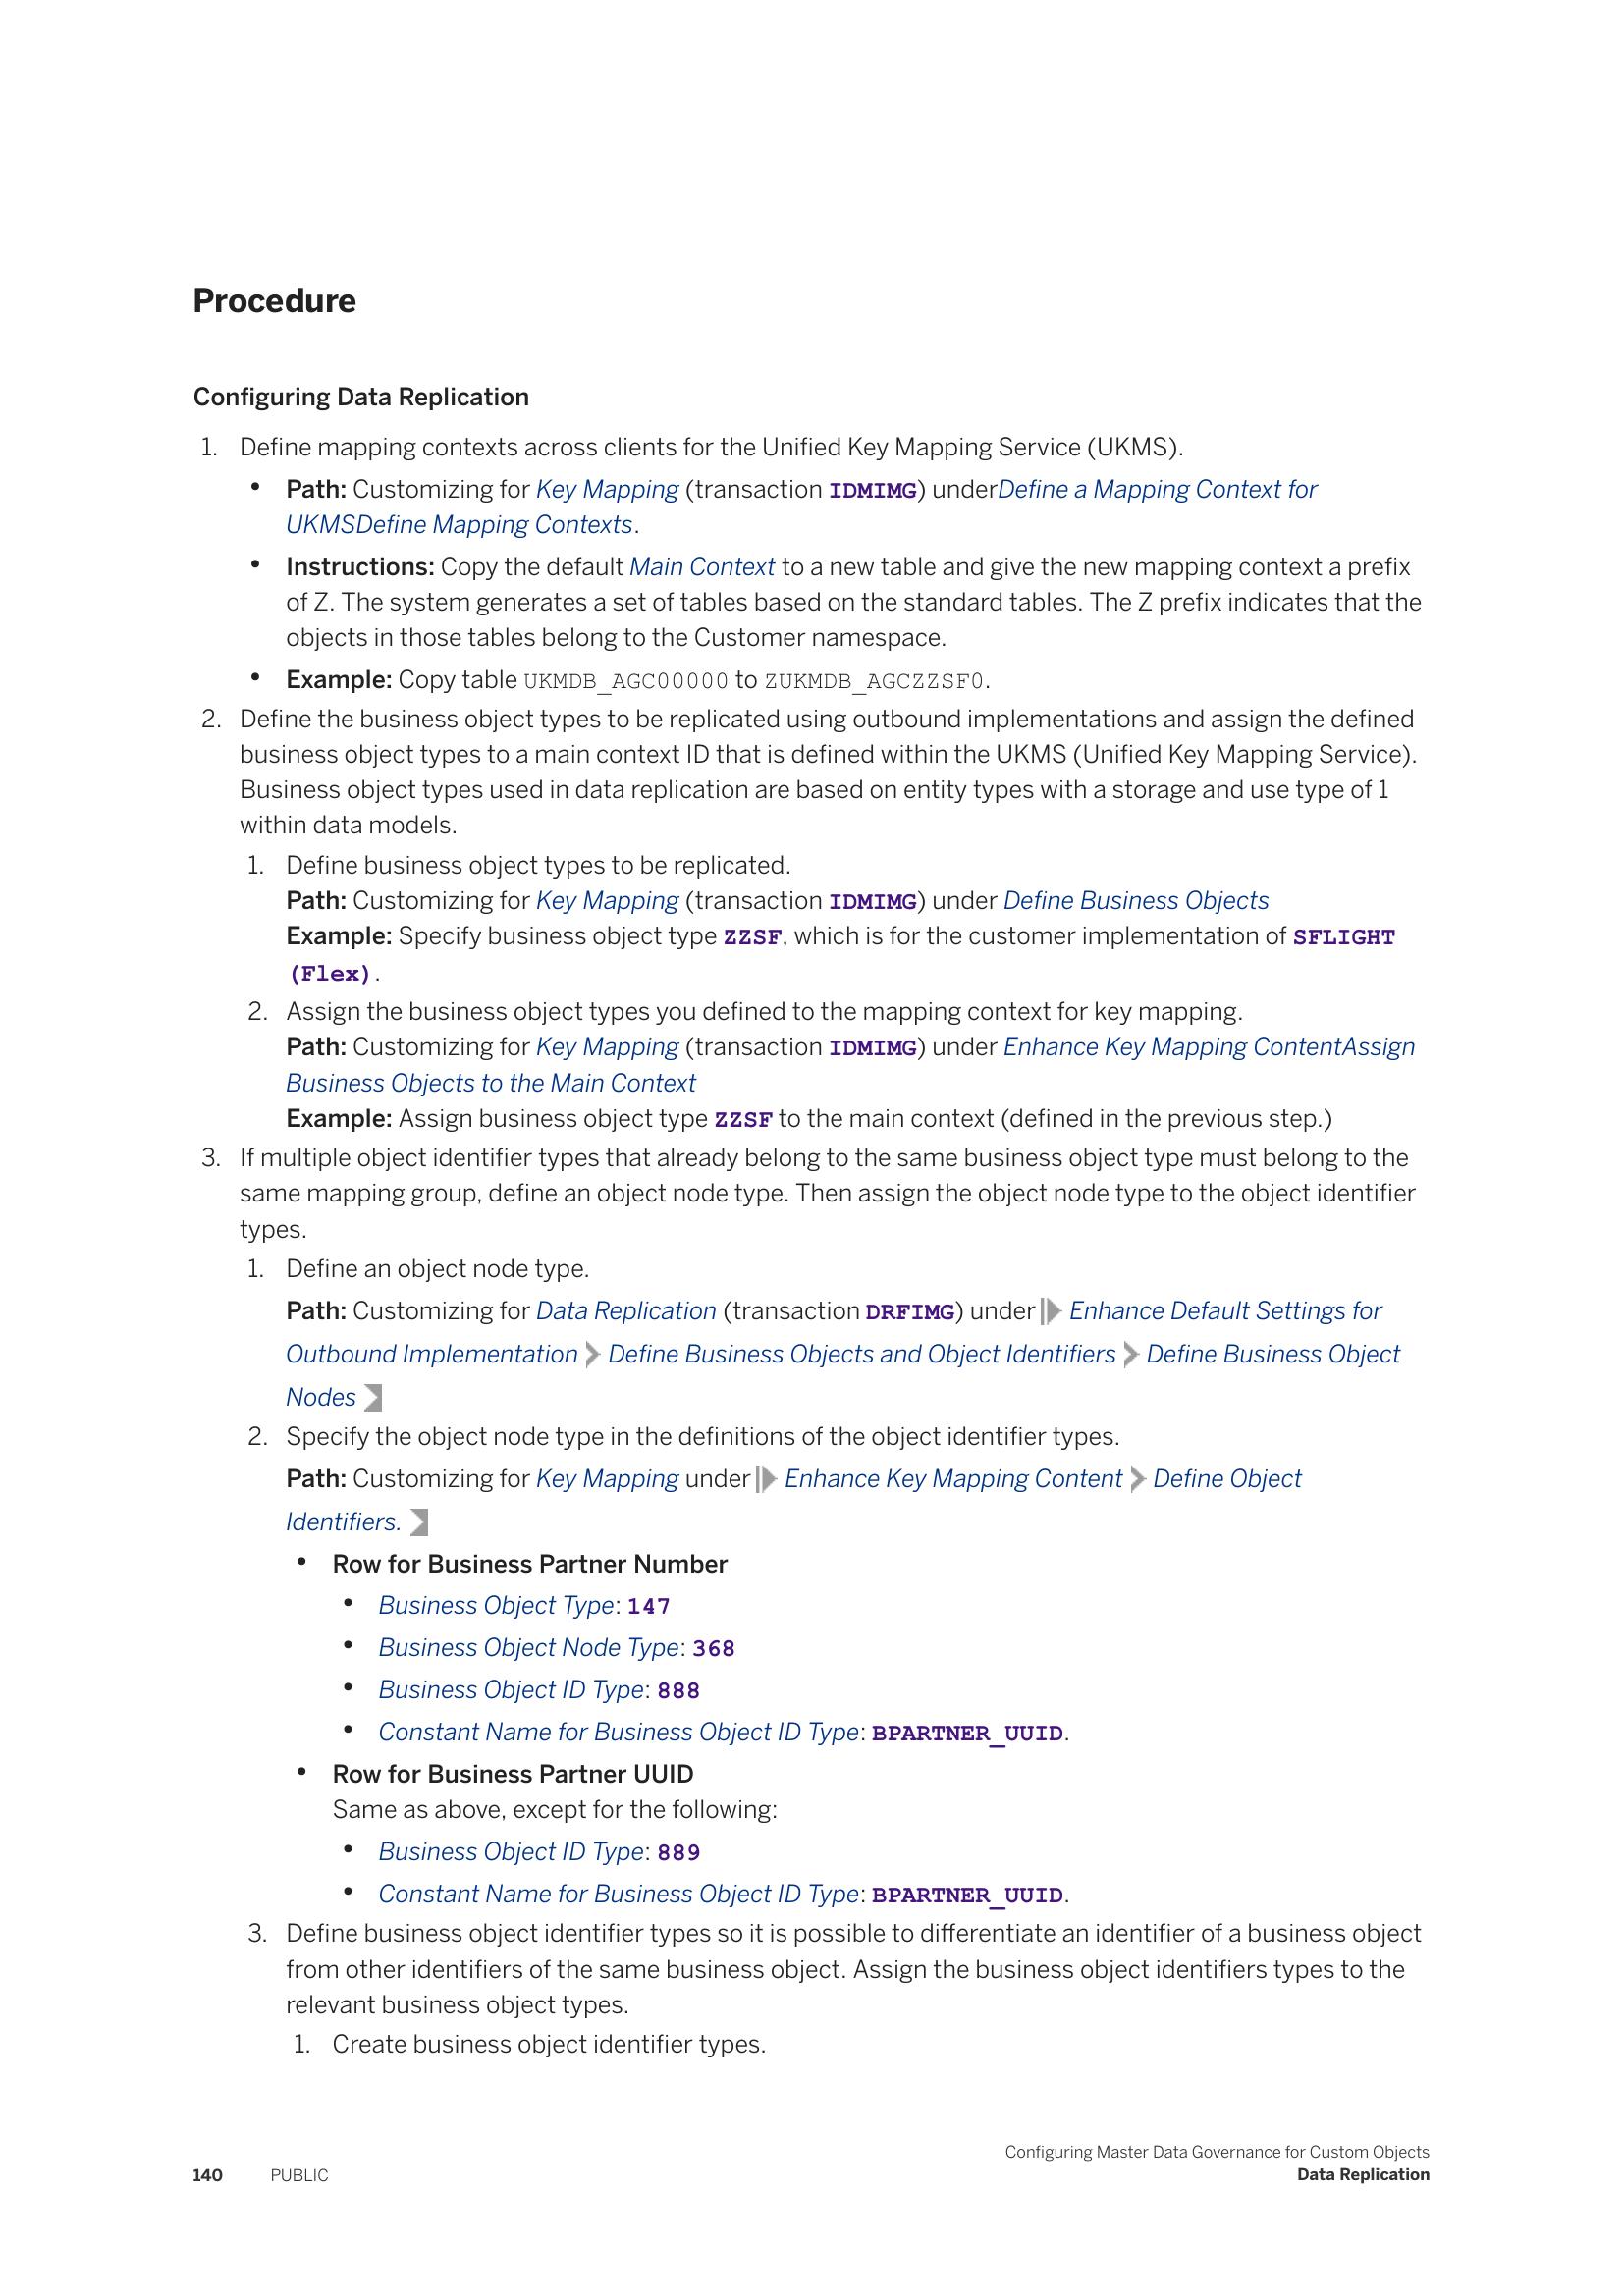 Procedure
Configuring Data Replication
1. Define mapping contexts across clients for the Unified Key Mapping Service (UKMS).
• Path: Customizing for Key Mapping (transaction IDMIMG) underDefine a Mapping Context for
UKMSDefine Mapping Contexts.
• Instructions: Copy the default Main Context to a new table and give the new mapping context a prefix
of Z. The system generates a set of tables based on the standard tables. The Z prefix indicates that the
objects in those tables belong to the Customer namespace.
• Example: Copy table UKMDB_AGC00000 to ZUKMDB_AGCZZSF0.
2. Define the business object types to be replicated using outbound implementations and assign the defined
business object types to a main context ID that is defined within the UKMS (Unified Key Mapping Service).
Business object types used in data replication are based on entity types with a storage and use type of 1
within data models.
1. Define business object types to be replicated.
Path: Customizing for Key Mapping (transaction IDMIMG) under Define Business Objects
Example: Specify business object type ZZSF, which is for the customer implementation of SFLIGHT
(Flex).
2. Assign the business object types you defined to the mapping context for key mapping.
Path: Customizing for Key Mapping (transaction IDMIMG) under Enhance Key Mapping ContentAssign
Business Objects to the Main Context
Example: Assign business object type ZZSF to the main context (defined in the previous step.)
3. If multiple object identifier types that already belong to the same business object type must belong to the
same mapping group, define an object node type. Then assign the object node type to the object identifier
types.
1. Define an object node type.
Path: Customizing for Data Replication (transaction DRFIMG) under Enhance Default Settings for
Outbound Implementation Define Business Objects and Object Identifiers Define Business Object
Nodes
2. Specify the object node type in the definitions of the object identifier types.
Path: Customizing for Key Mapping under Enhance Key Mapping Content Define Object
Identifiers.
• Row for Business Partner Number
• Business Object Type: 147
• Business Object Node Type: 368
• Business Object ID Type: 888
• Constant Name for Business Object ID Type: BPARTNER_UUID.
• Row for Business Partner UUID
Same as above, except for the following:
• Business Object ID Type: 889
• Constant Name for Business Object ID Type: BPARTNER_UUID.
3. Define business object identifier types so it is possible to differentiate an identifier of a business object
from other identifiers of the same business object. Assign the business object identifiers types to the
relevant business object types.
1. Create business object identifier types.
Configuring Master Data Governance for Custom Objects
140 PUBLIC Data Replication